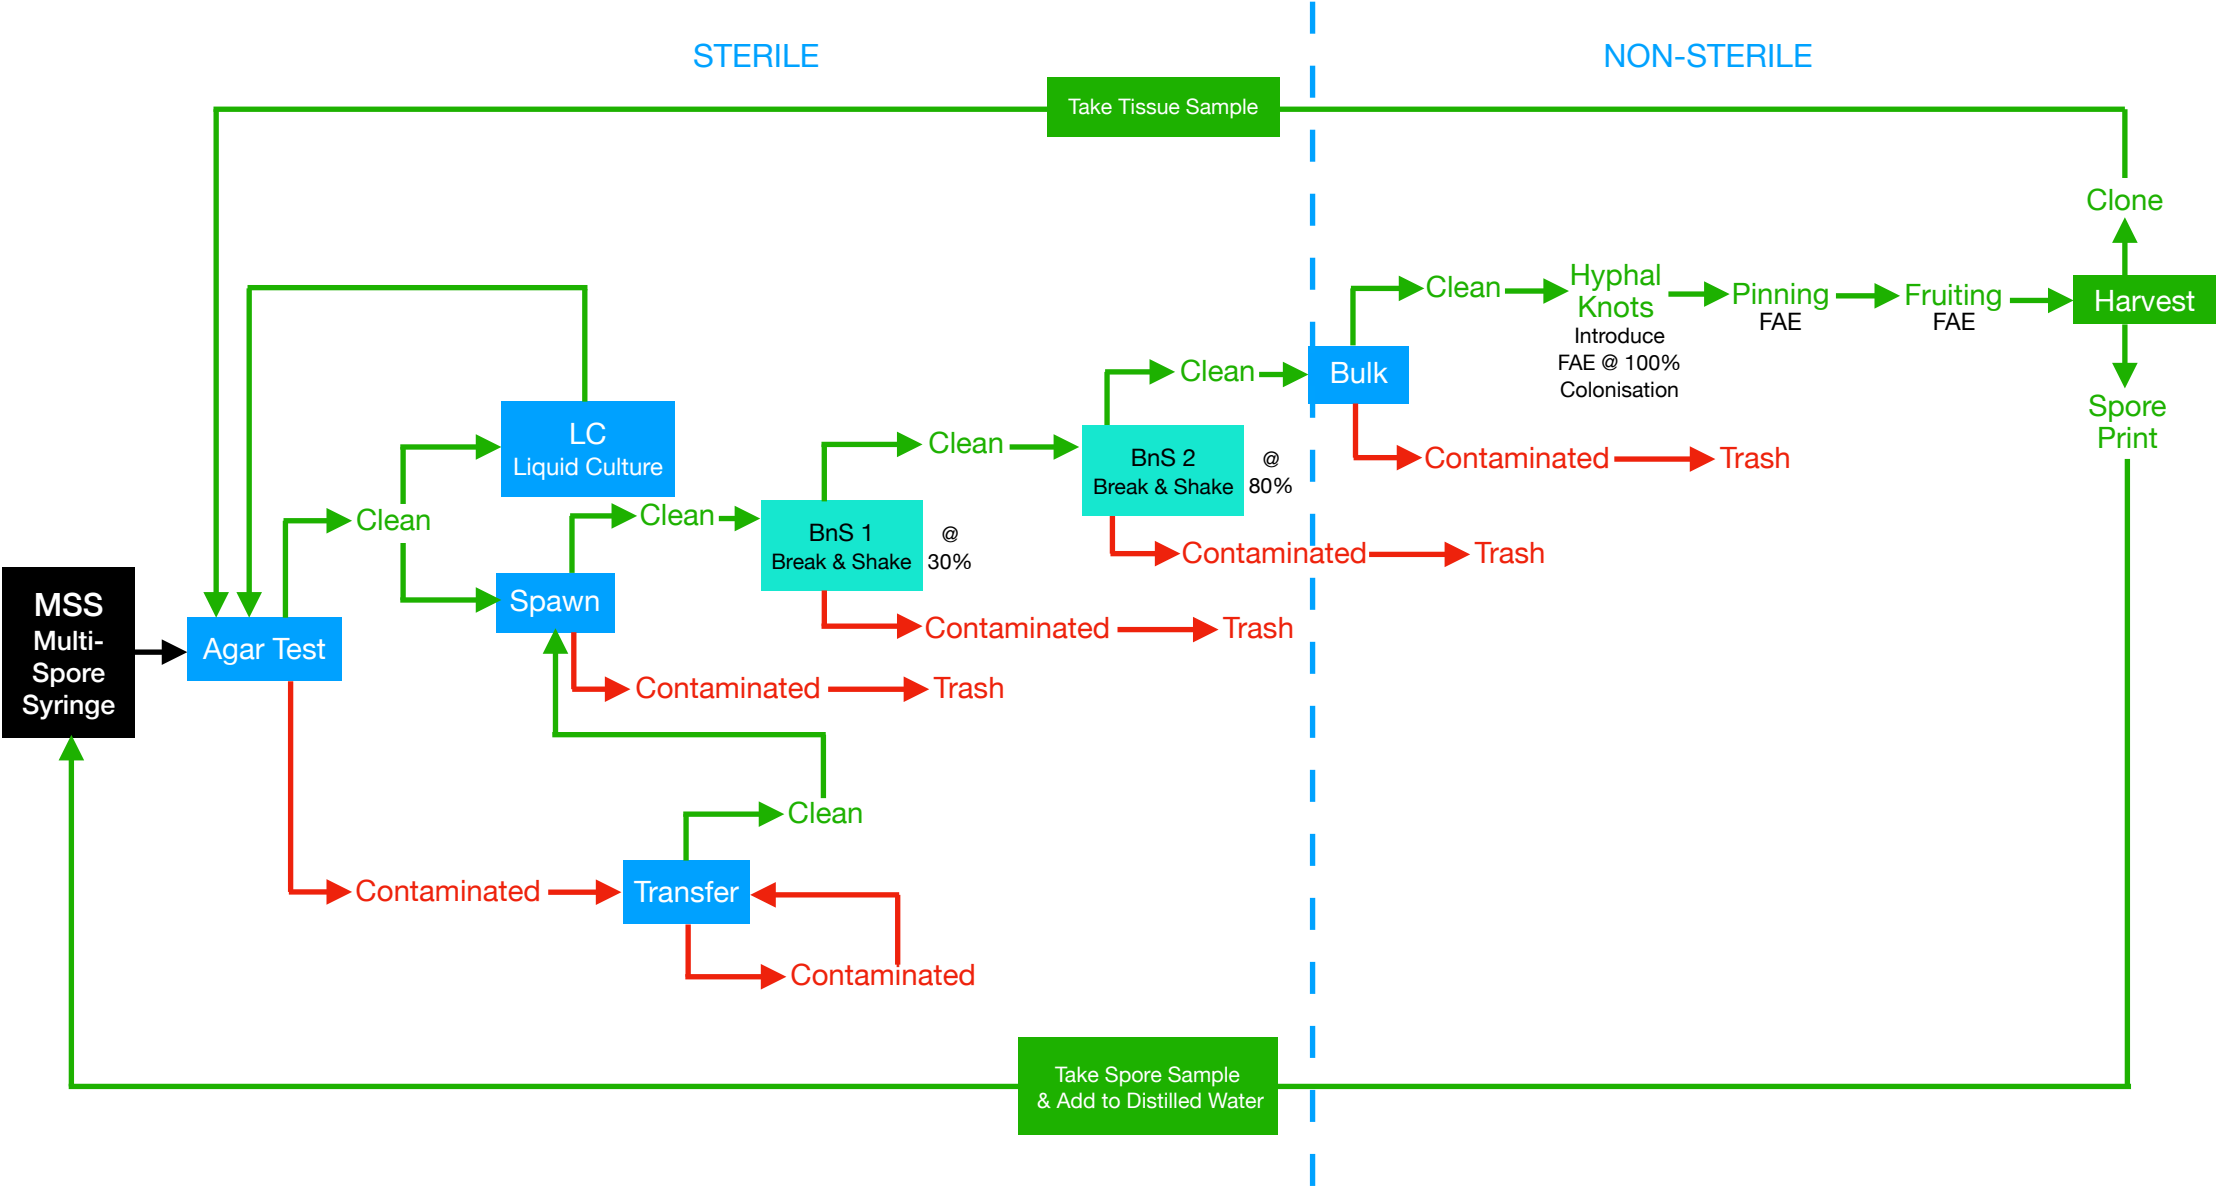 STERILE
NON-STERILE
Take Tissue Sample
Clone
Clean
Hyphal
Knots
Introduce
FAE @ 100%
Colonisation
Pinning
FAE
Fruiting
FAE
Harvest
Bulk
Clean
Spore
Print
LC
Liquid Culture
Clean
BnS 2
Break & Shake
@
80%
Contaminated
Trash
Clean
Clean
BnS 1
Break & Shake
@
30%
Contaminated
Trash
MSS
Multi-
Spore
Syringe
Agar Test
Spawn
Contaminated
Trash
Contaminated
Trash
Clean
Contaminated
Transfer
Contaminated
Take Spore Sample
& Add to Distilled Water